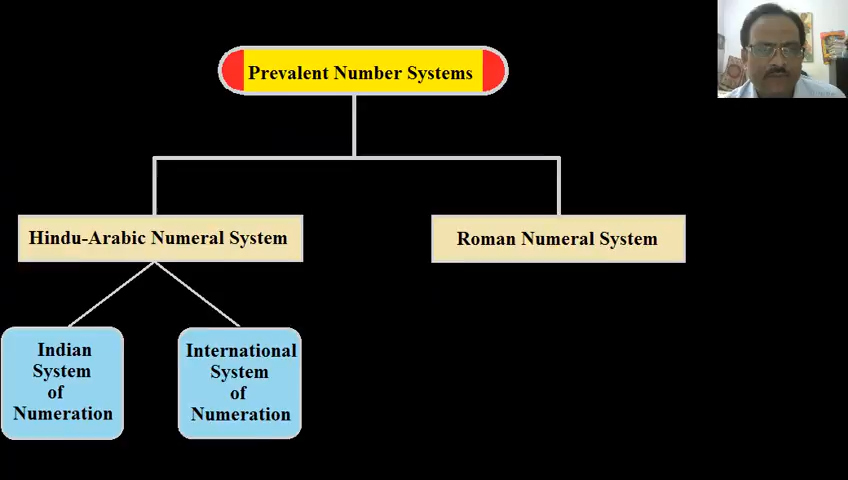 Prevalent Number Systems
Hindu-Arabic Numeral System
Roman Numeral System
Indian
System
of
Numeration
International
System
of
Numeration